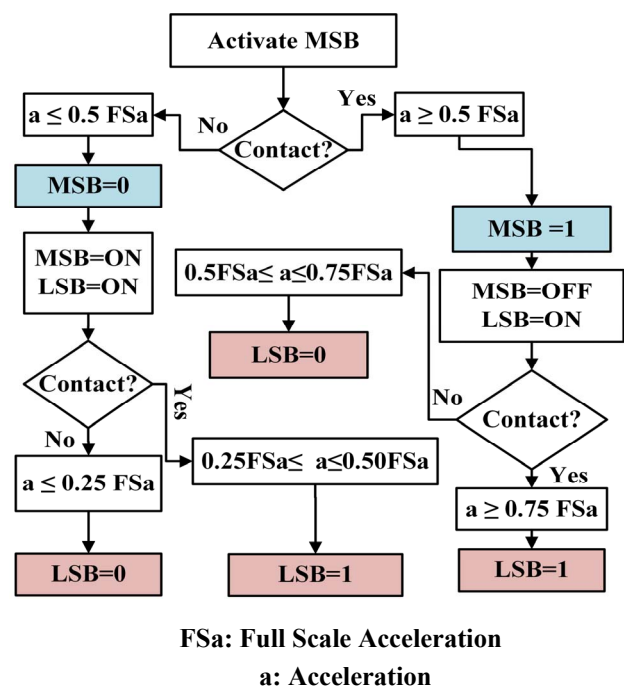 Activate MSB
Contact?
No
Yes
a ≤ 0.5 FSa
a ≥ 0.5 FSa
MSB=0
MSB =1
MSB=ON
LSB=ON
0.5FSa≤ a≤0.75FSa
MSB=OFF
LSB=ON
LSB=0
Contact?
Yes
No
No
Contact?
Yes
a ≤ 0.25 FSa
0.25FSa≤ a≤0.50FSa
a ≥ 0.75 FSa
LSB=0
LSB=1
LSB=1
FSa: Full Scale Acceleration
a: Acceleration